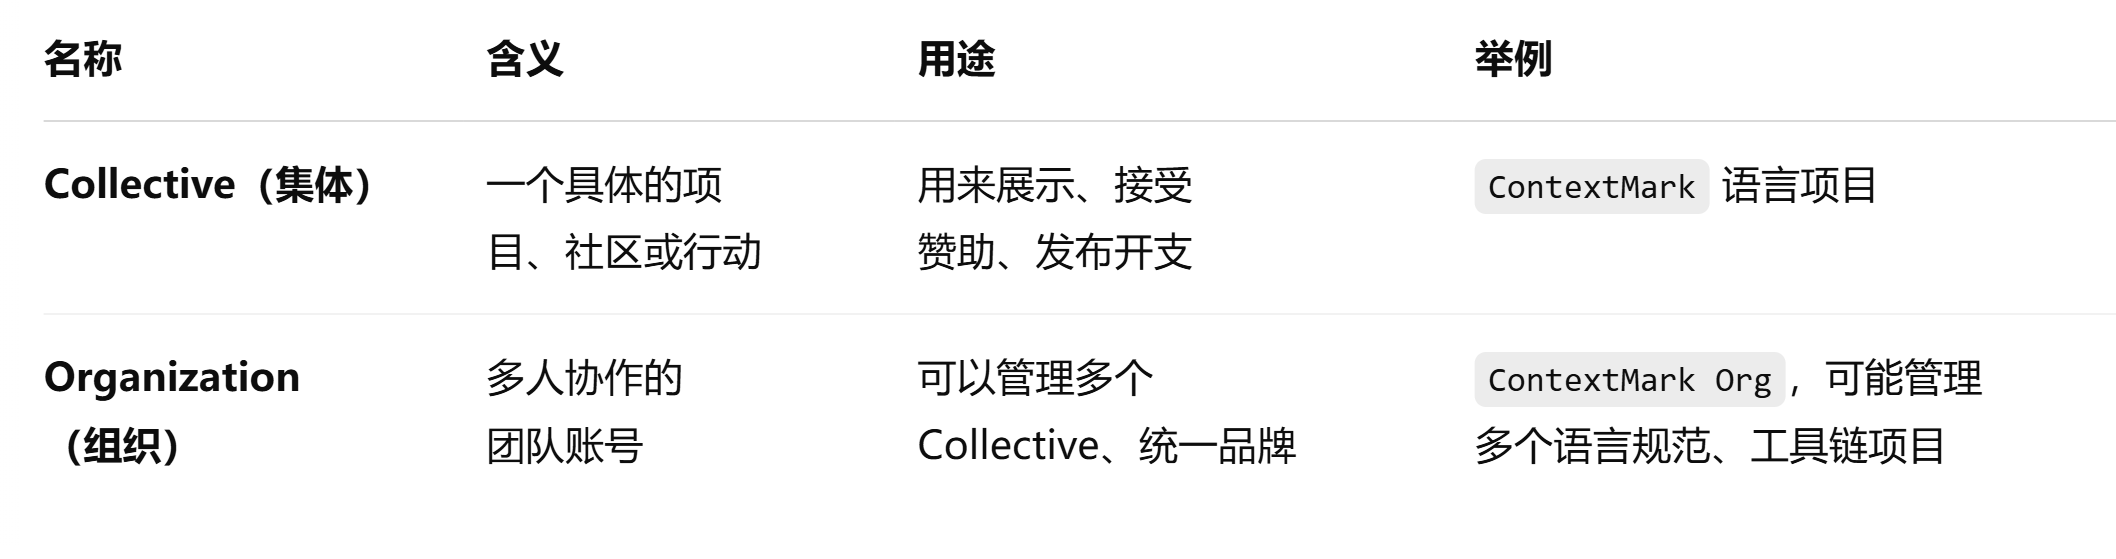 名称 含义 用途 举例
Collective（集体） 一个具体的项 用来展示、接受 ContextMark 语言项目
目、社区或行动 赞助、发布开支
Organization 多人协作的 可以管理多个 ContextMark Org，可能管理
（组织） 团队账号 Collective、统一品牌 多个语言规范、工具链项目